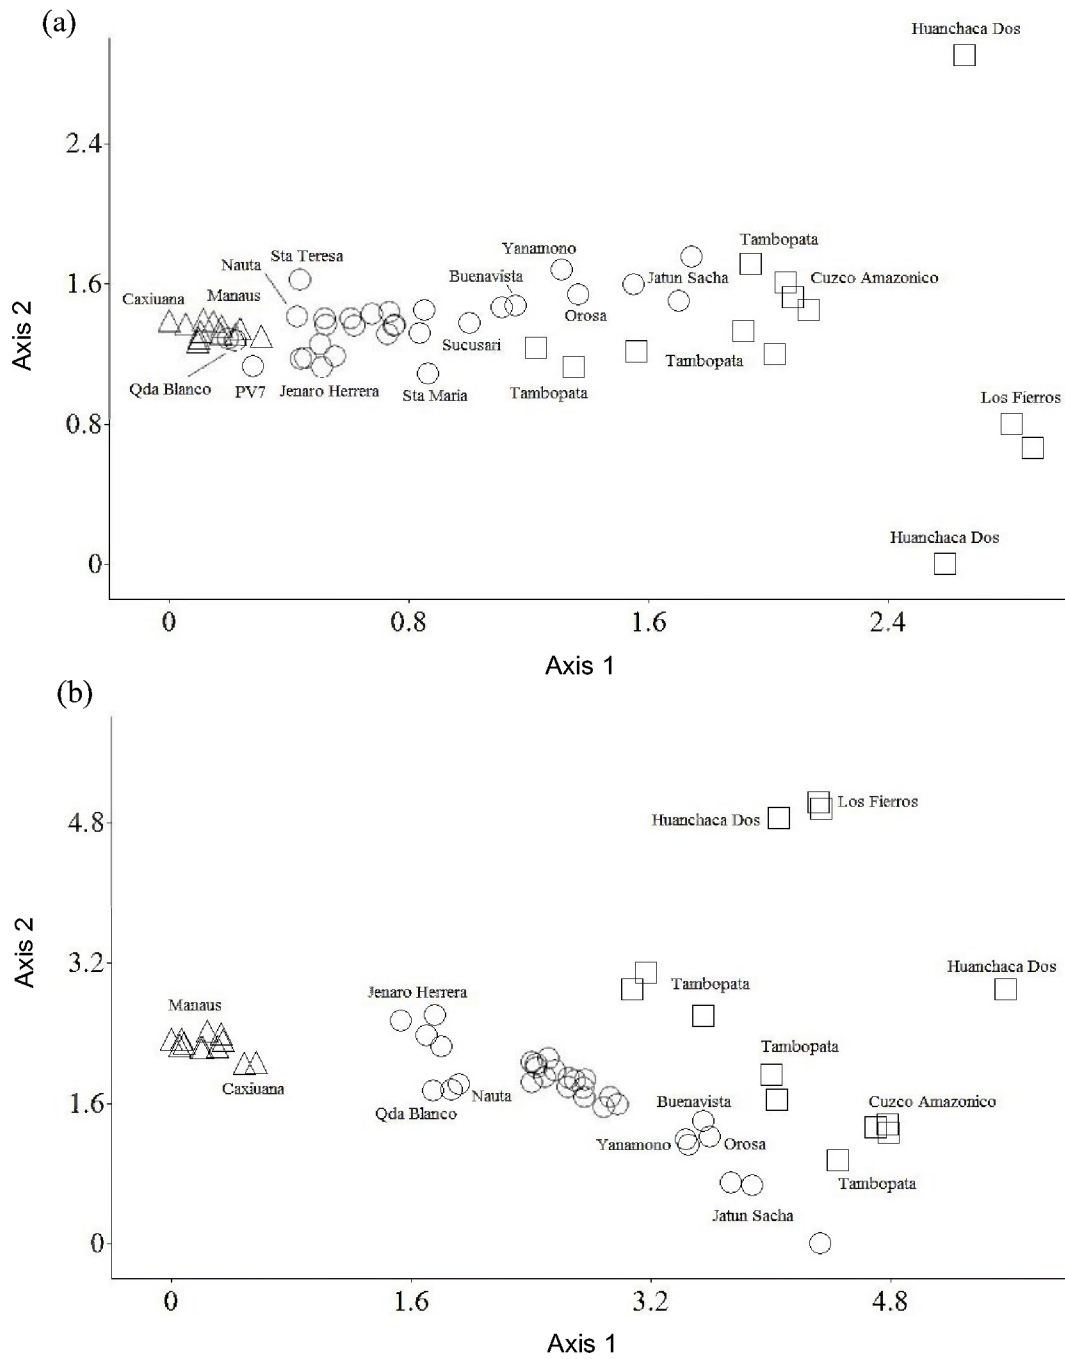 (a)
Huanchaca Dos
2.4
Yanamono
Tambopata
Sta Teresa
Nauta
Buenavista
Jatun Sacha
Cuzco Amazonico
1.6
Caxiuana
Manaus
Orosa
Axis 2
Sucusari
Tambopata
Qda Blanco
PV7
Jenaro Herrera
Sta Maria
Tambopata
Los Fierros
0.8
Huanchaca Dos
0
0
0.8
1.6
2.4
Axis 1
(b)
Los Fierros
4.8
Huanchaca Dos
3.2
Huanchaca Dos
Tambopata
Jenaro Herrera
Manaus
Axis 2
Tambopata
Caxiuana
Nauta
Buenavista
Cuzco Amazonico
1.6
Qda Blanco
Yanamono
Orosa
Tambopata
Jatun Sacha
0
0
1.6
3.2
4.8
Axis 1